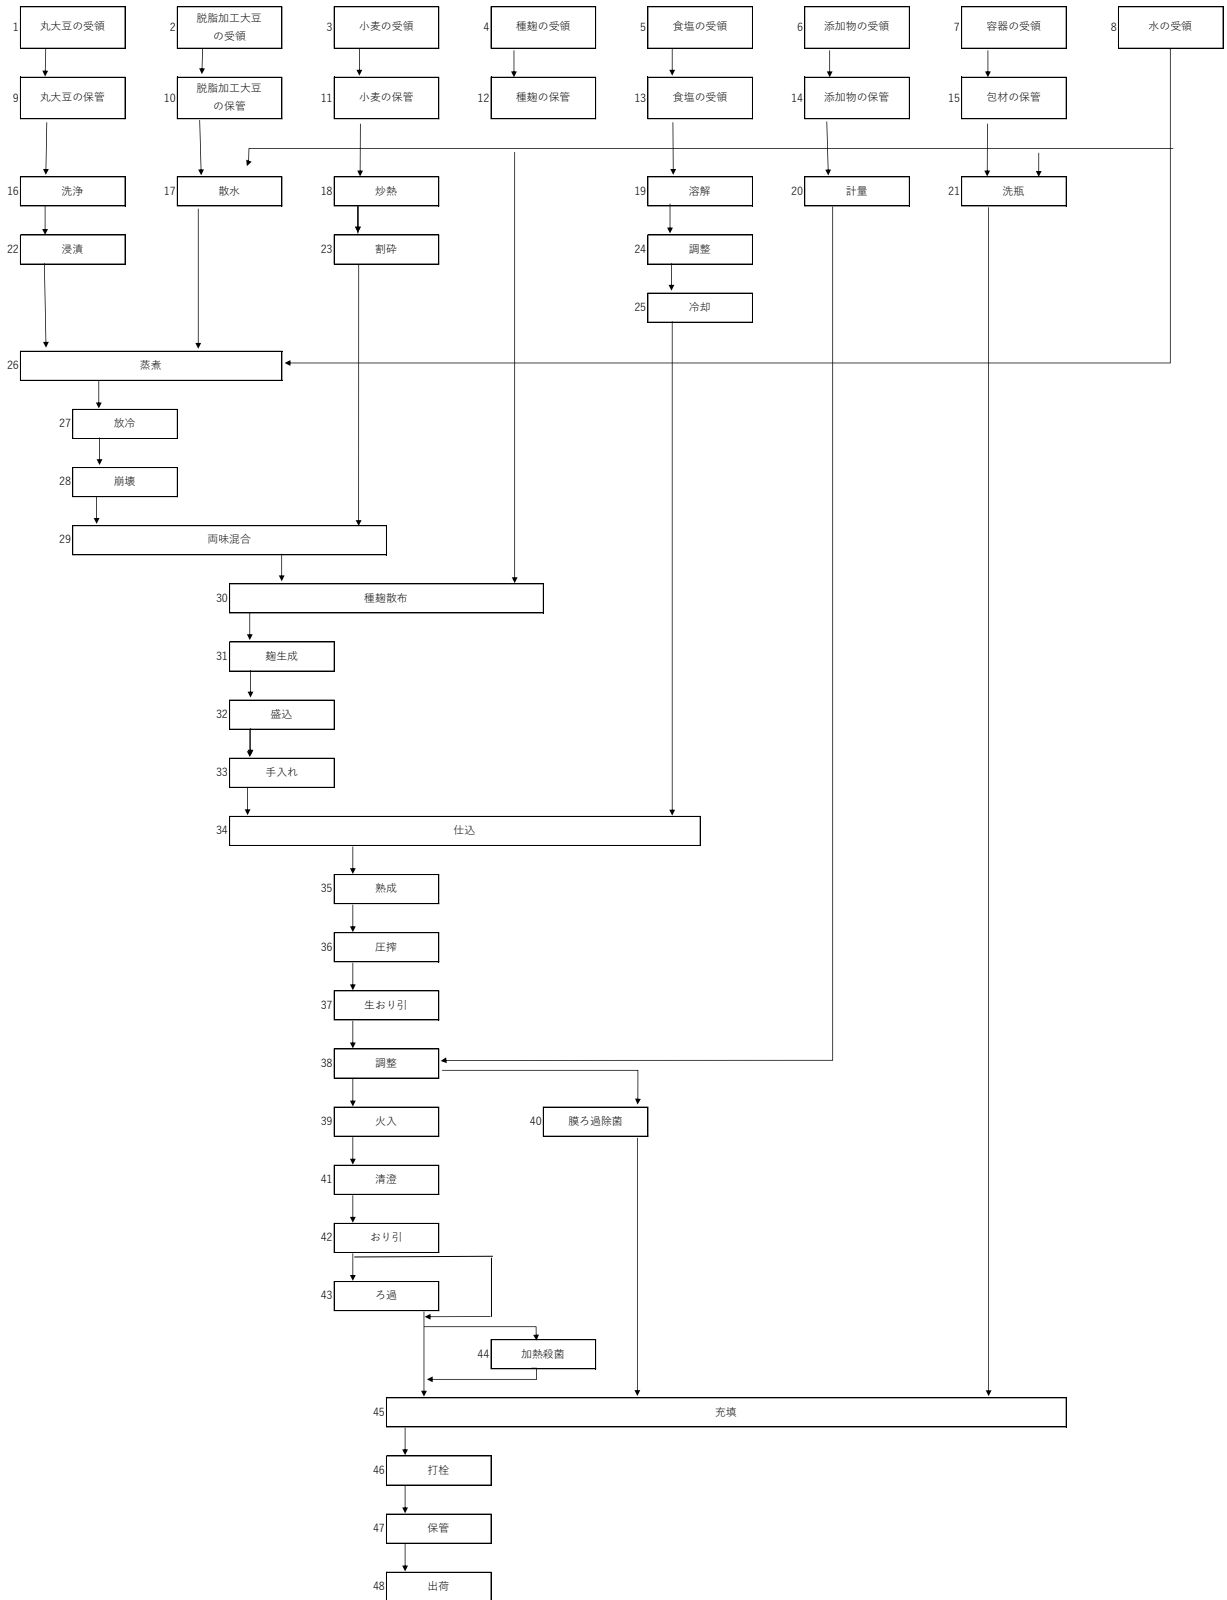 1 丸大豆の受領
2 脱脂加工大豆
の受領
3 小麦の受領
4 種麹の受領
5 食塩の受領
6 添加物の受領
7 容器の受領
8 水の受領
9 丸大豆の保管
10 脱脂加工大豆
の保管
11 小麦の保管
12 種麹の保管
13 食塩の受領
14 添加物の保管
15 包材の保管
16 洗浄
17 散水
18 炒熱
19 溶解
20 計量
21 洗瓶
22 浸漬
23 割砕
24 調整
25 冷却
26 蒸煮
27 放冷
28 崩壊
29 両味混合
30 種麹散布
31 麹生成
32 盛込
33 手入れ
34 仕込
35 熟成
36 圧搾
37 生おり引
38 調整
39 火入
40 膜ろ過除菌
41 清澄
42 おり引
43 ろ過
44 加熱殺菌
45 充填
46 打栓
47 保管
48 出荷